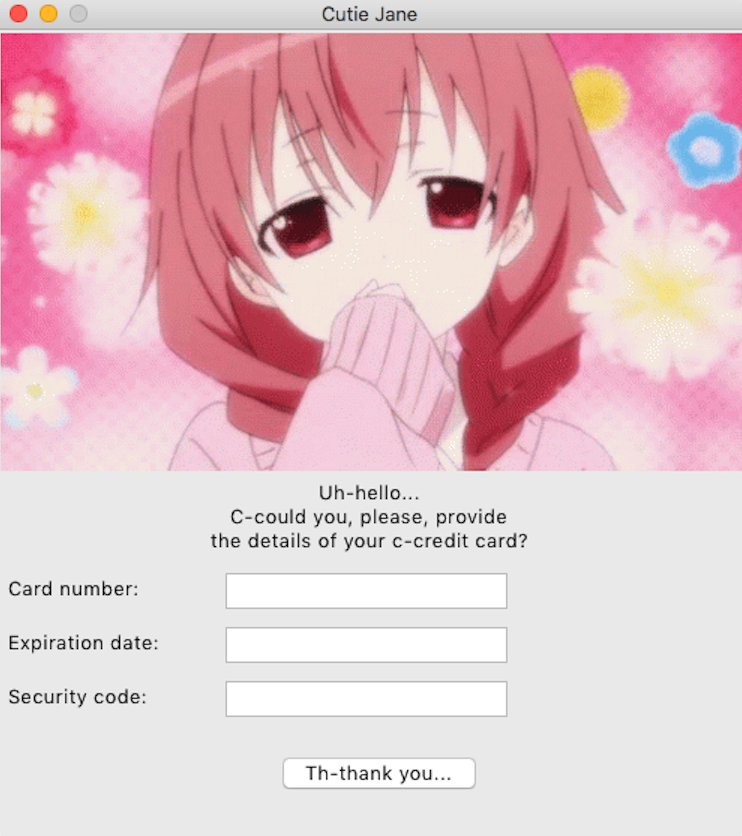 Cutie Jane
Uh-hello...
C-could you, please, provide
the details of your c-credit card?
Card number:
Expiration date:
Security code:
Th-thank you...